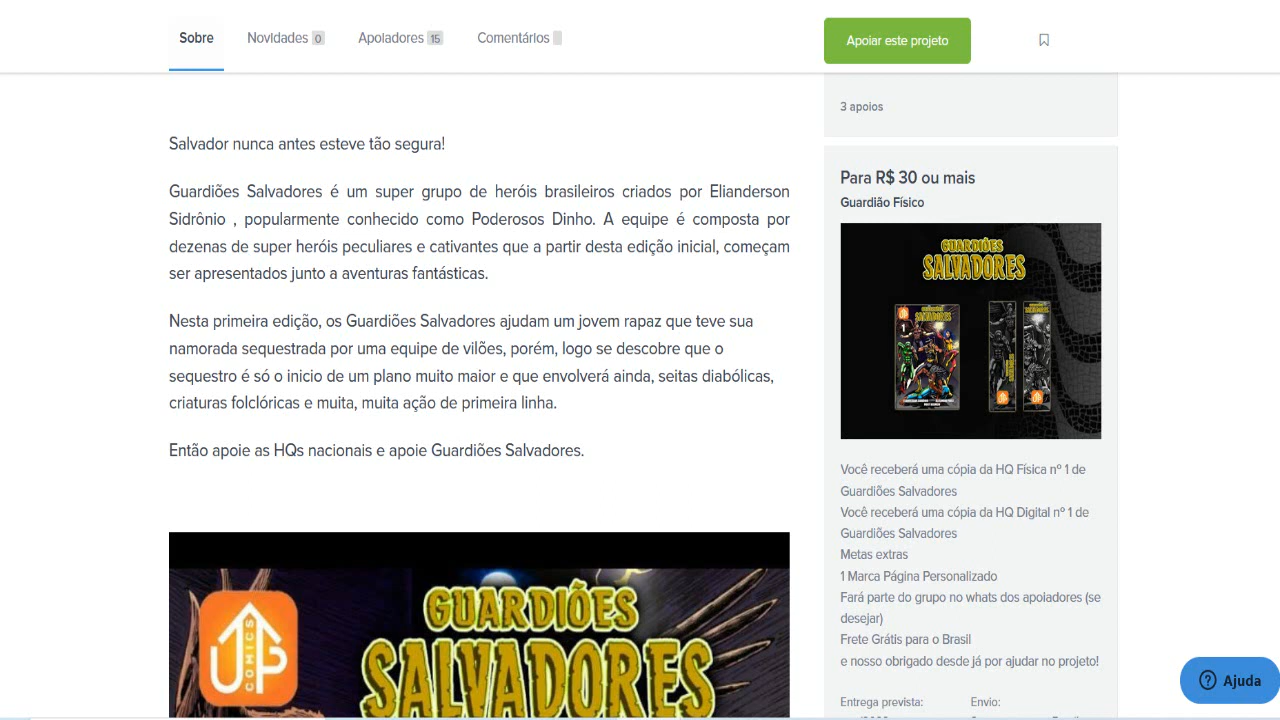 Sobre
Novidades 0
Apoiadores 15
Comentários
Apoiar este projeto
Salvador nunca antes esteve tão segura!
Guardiões Salvadores é um super grupo de heróis brasileiros criados por Elianderson
Sidrônio , popularmente conhecido como Poderosos Dinho. A equipe é composta por
dezenas de super heróis peculiares e cativantes que a partir desta edição inicial, começam
ser apresentados junto a aventuras fantásticas.
Nesta primeira edição, os Guardiões Salvadores ajudam um jovem rapaz que teve sua
namorada sequestrada por uma equipe de vilões, porém, logo se descobre que o
sequestro é só o inicio de um plano muito maior e que envolverá ainda, seitas diabólicas,
criaturas folclóricas e muita, muita ação de primeira linha.
Então apoie as HQs nacionais e apoie Guardiões Salvadores.
UP
COMICS
GUARDIÕES
SALVADORES
3 apoios
Para R$ 30 ou mais
Guardião Físico
GUARDIÕES
SALVADORES
Você receberá uma cópia da HQ Física nº 1 de
Guardiões Salvadores
Você receberá uma cópia da HQ Digital nº 1 de
Guardiões Salvadores
Metas extras
1 Marca Página Personalizado
Fará parte do grupo no whats dos apoiadores (se
desejar)
Frete Grátis para o Brasil
e nosso obrigado desde já por ajudar no projeto!
Entrega prevista:
Envio:
Ajuda